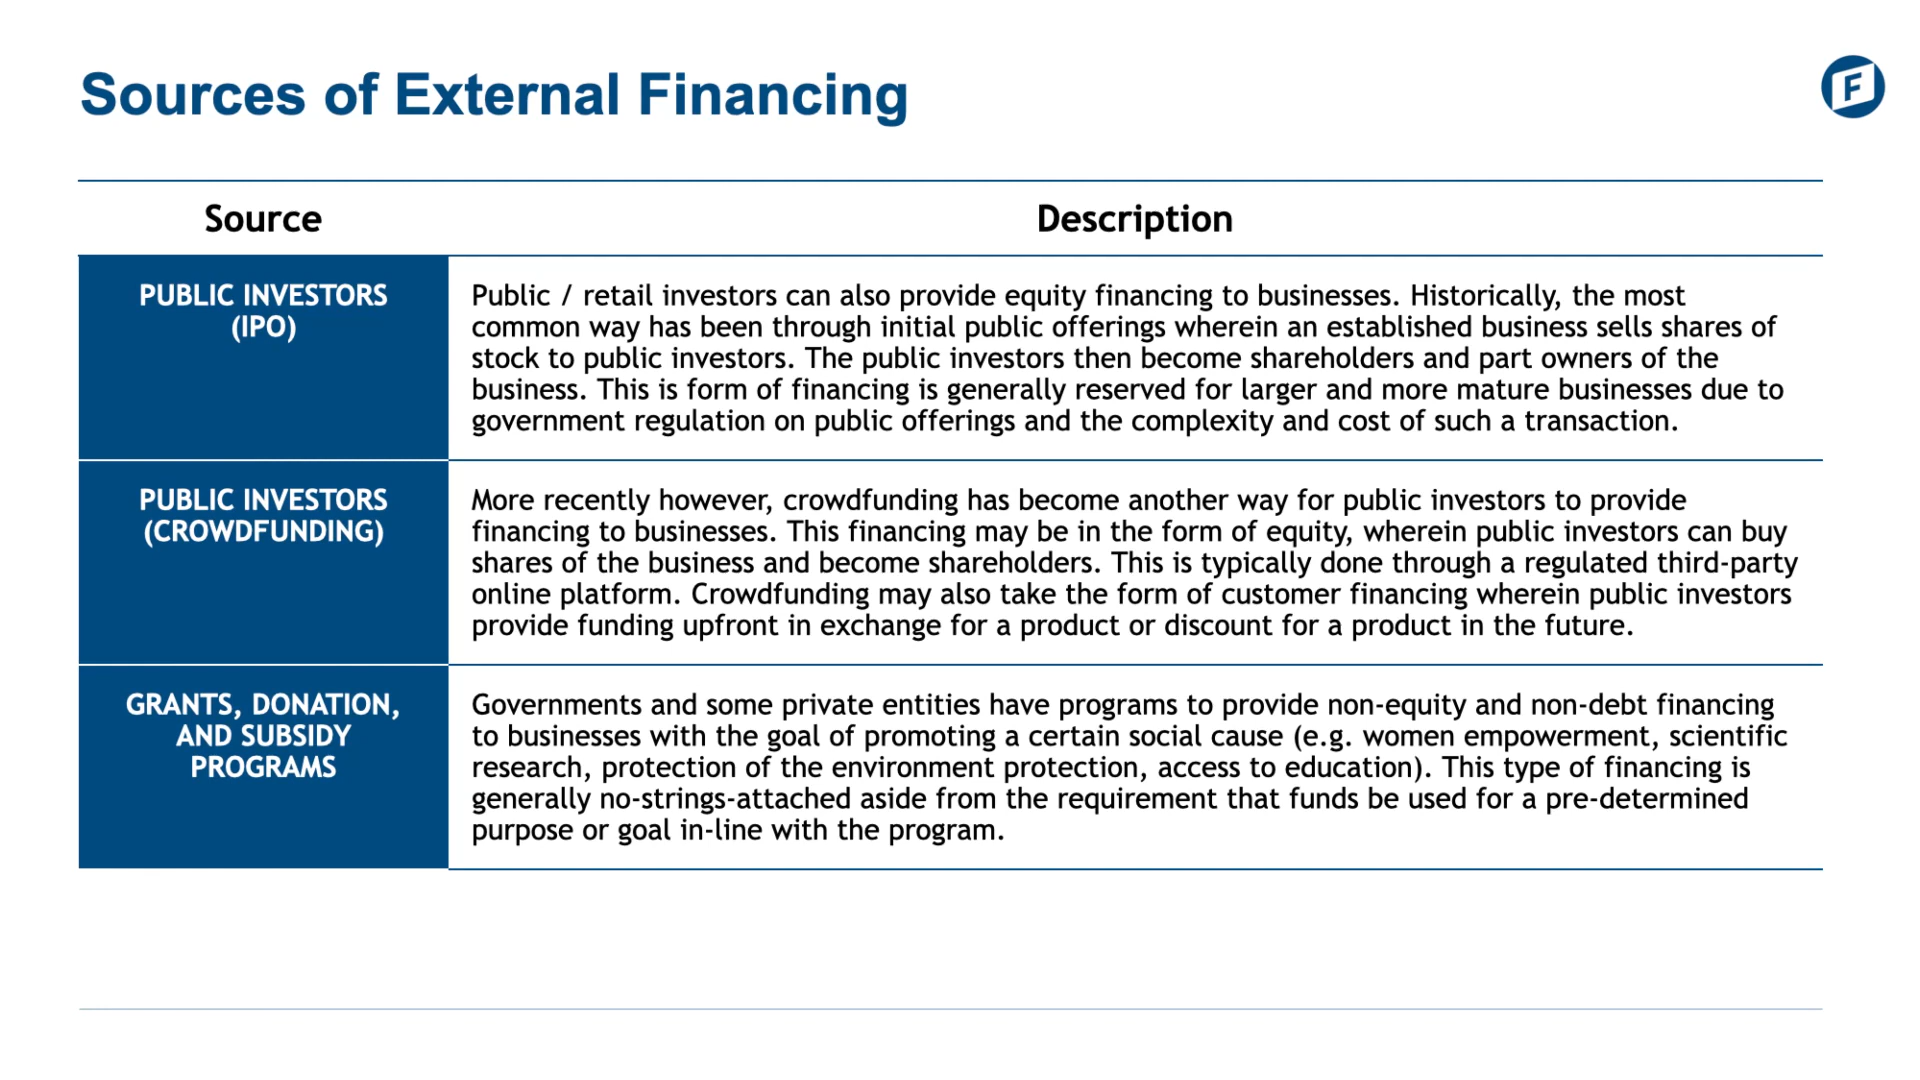 Sources of External Financing
F
Source
Description
PUBLIC INVESTORS
(IPO)
Public / retail investors can also provide equity financing to businesses. Historically, the most
common way has been through initial public offerings wherein an established business sells shares of
stock to public investors. The public investors then become shareholders and part owners of the
business. This is form of financing is generally reserved for larger and more mature businesses due to
government regulation on public offerings and the complexity and cost of such a transaction.
PUBLIC INVESTORS
(CROWDFUNDING)
More recently however, crowdfunding has become another way for public investors to provide
financing to businesses. This financing may be in the form of equity, wherein public investors can buy
shares of the business and become shareholders. This is typically done through a regulated third-party
online platform. Crowdfunding may also take the form of customer financing wherein public investors
provide funding upfront in exchange for a product or discount for a product in the future.
GRANTS, DONATION,
AND SUBSIDY
PROGRAMS
Governments and some private entities have programs to provide non-equity and non-debt financing
to businesses with the goal of promoting a certain social cause (e.g. women empowerment, scientific
research, protection of the environment protection, access to education). This type of financing is
generally no-strings-attached aside from the requirement that funds be used for a pre-determined
purpose or goal in-line with the program.